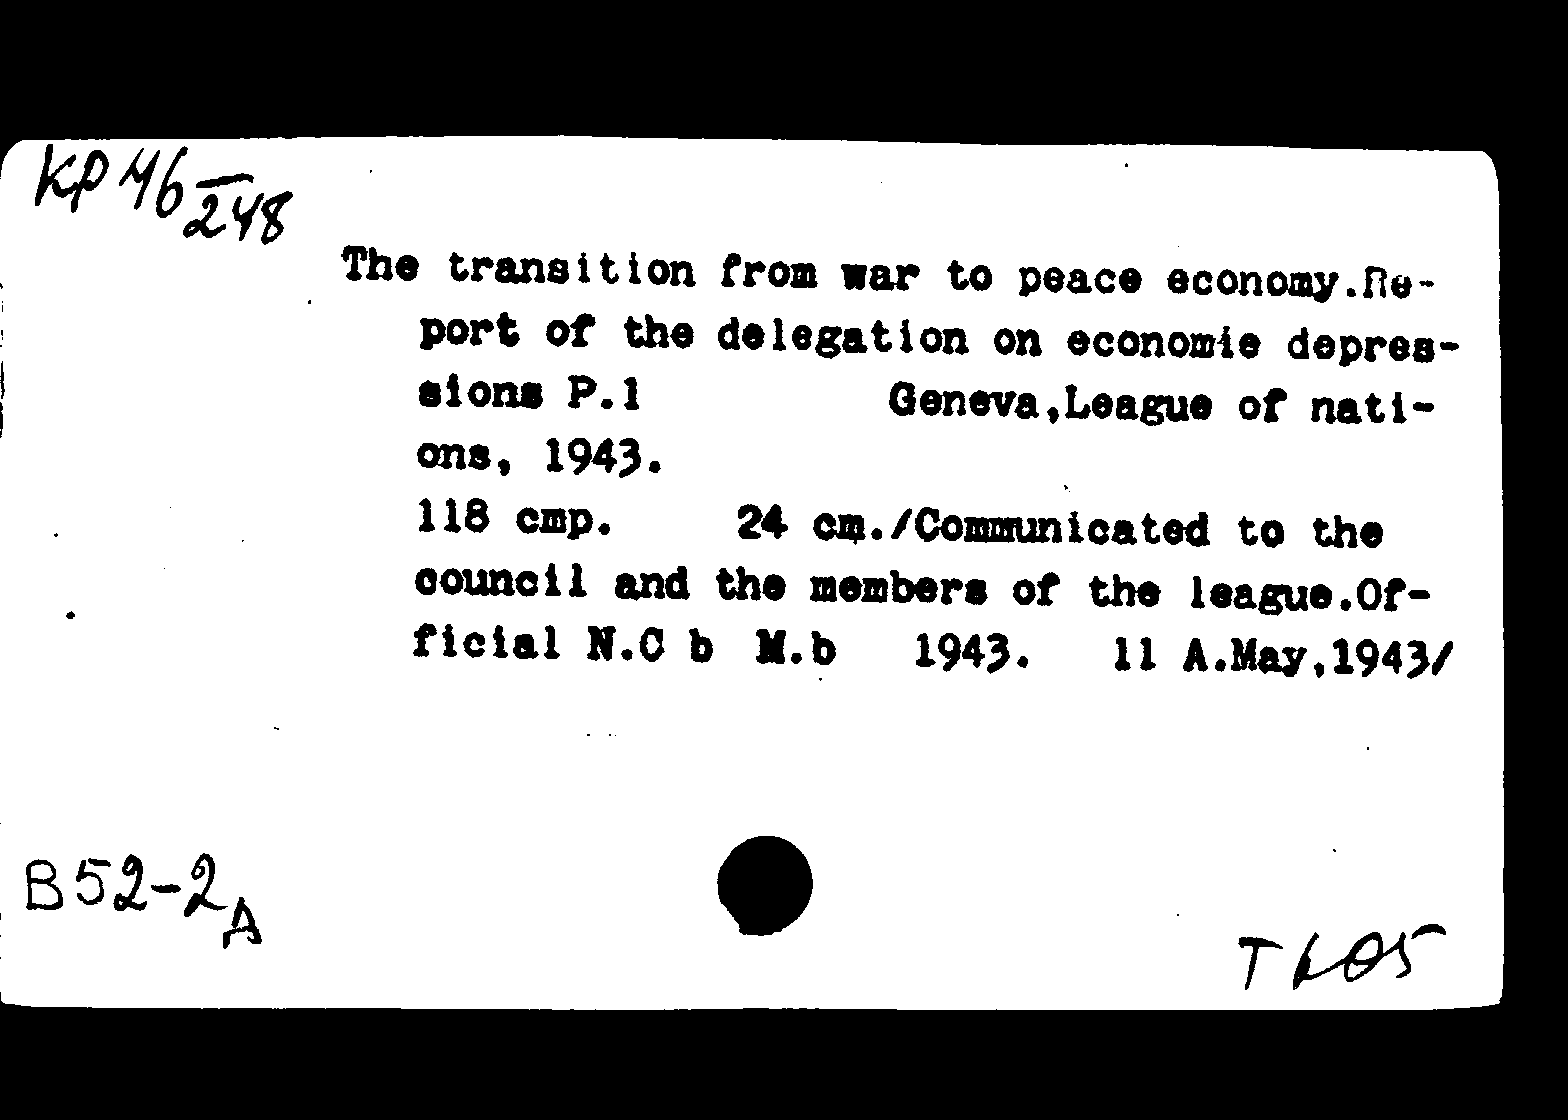 KP 46
248
The transition from war to peace economy.Re-
port of the delegation on economie depres-
sions P.1 Geneva,League of nati-
ons, 1943.
118 cmp. 24 cm./Communicated to the
council and the members of the league.Of-
ficial N.C b M.b 1943. 11 A.May,1943/
B52-2
A